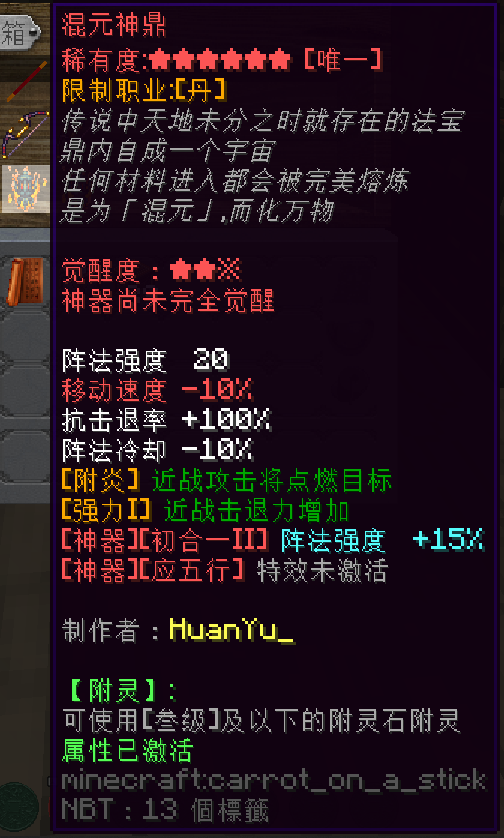 箱
混元神鼎
稀有度:★★★★★★ [唯一]
限制职业:[丹]
传说中天地未分之时就存在的法宝
鼎内自成一个宇宙
任何材料进入都会被完美熔炼
是为「混元」,而化万物
觉醒度：★★※
神器尚未完全觉醒
阵法强度 20
移动速度 -10%
抗击退率 +100%
阵法冷却 -10%
[附炎] 近战攻击将点燃目标
[强力I] 近战击退力增加
[神器][初合一II] 阵法强度 +15%
[神器][应五行] 特效未激活
制作者：HuanYu_
【附灵】:
可使用[叁级]及以下的附灵石附灵
属性已激活
minecraft:carrot_on_a_stick
NBT：13 個標籤